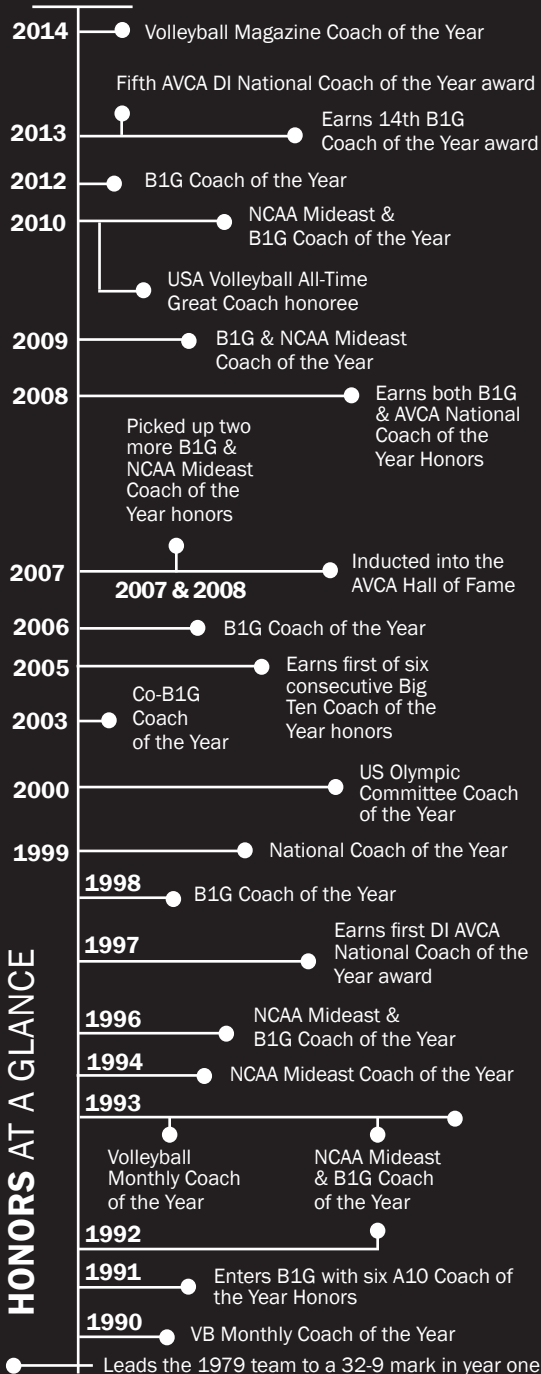 2014
Volleyball Magazine Coach of the Year
Fifth AVCA DI National Coach of the Year award
2013
Earns 14th B1G
Coach of the Year award
2012
B1G Coach of the Year
2010
NCAA Mideast &
B1G Coach of the Year
USA Volleyball All-Time
Great Coach honoree
2009
B1G & NCAA Mideast
Coach of the Year
2008
Earns both B1G
& AVCA National
Coach of the
Year Honors
Picked up two
more B1G &
NCAA Mideast
Coach of the
Year honors
2007
2007 & 2008
Inducted into the
AVCA Hall of Fame
2006
B1G Coach of the Year
2005
Earns first of six
consecutive Big
Ten Coach of the
Year honors
2003
Co-B1G
Coach
of the Year
2000
US Olympic
Committee Coach
of the Year
1999
National Coach of the Year
1998
B1G Coach of the Year
1997
Earns first DI AVCA
National Coach of the
Year award
1996
NCAA Mideast &
B1G Coach of the Year
1994
NCAA Mideast Coach of the Year
1993
Volleyball
Monthly Coach
of the Year
NCAA Mideast
& B1G Coach
of the Year
1992
1991
Enters B1G with six A10 Coach of
the Year Honors
1990
VB Monthly Coach of the Year
Leads the 1979 team to a 32-9 mark in year one
HONORS AT A GLANCE